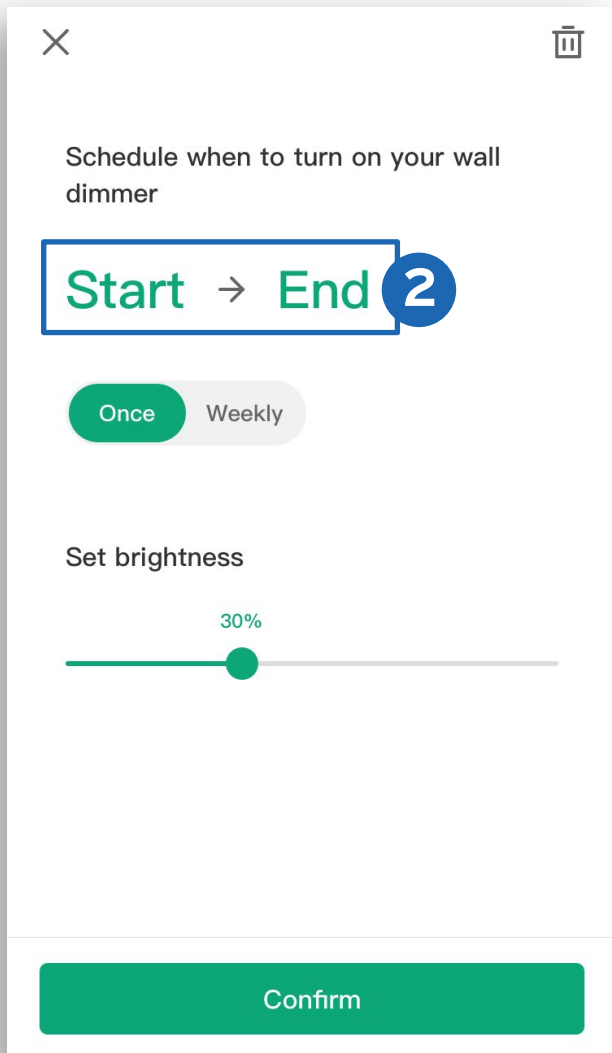 Schedule when to turn on your wall
dimmer
Start → End 2
Once Weekly
Set brightness
30%
Confirm